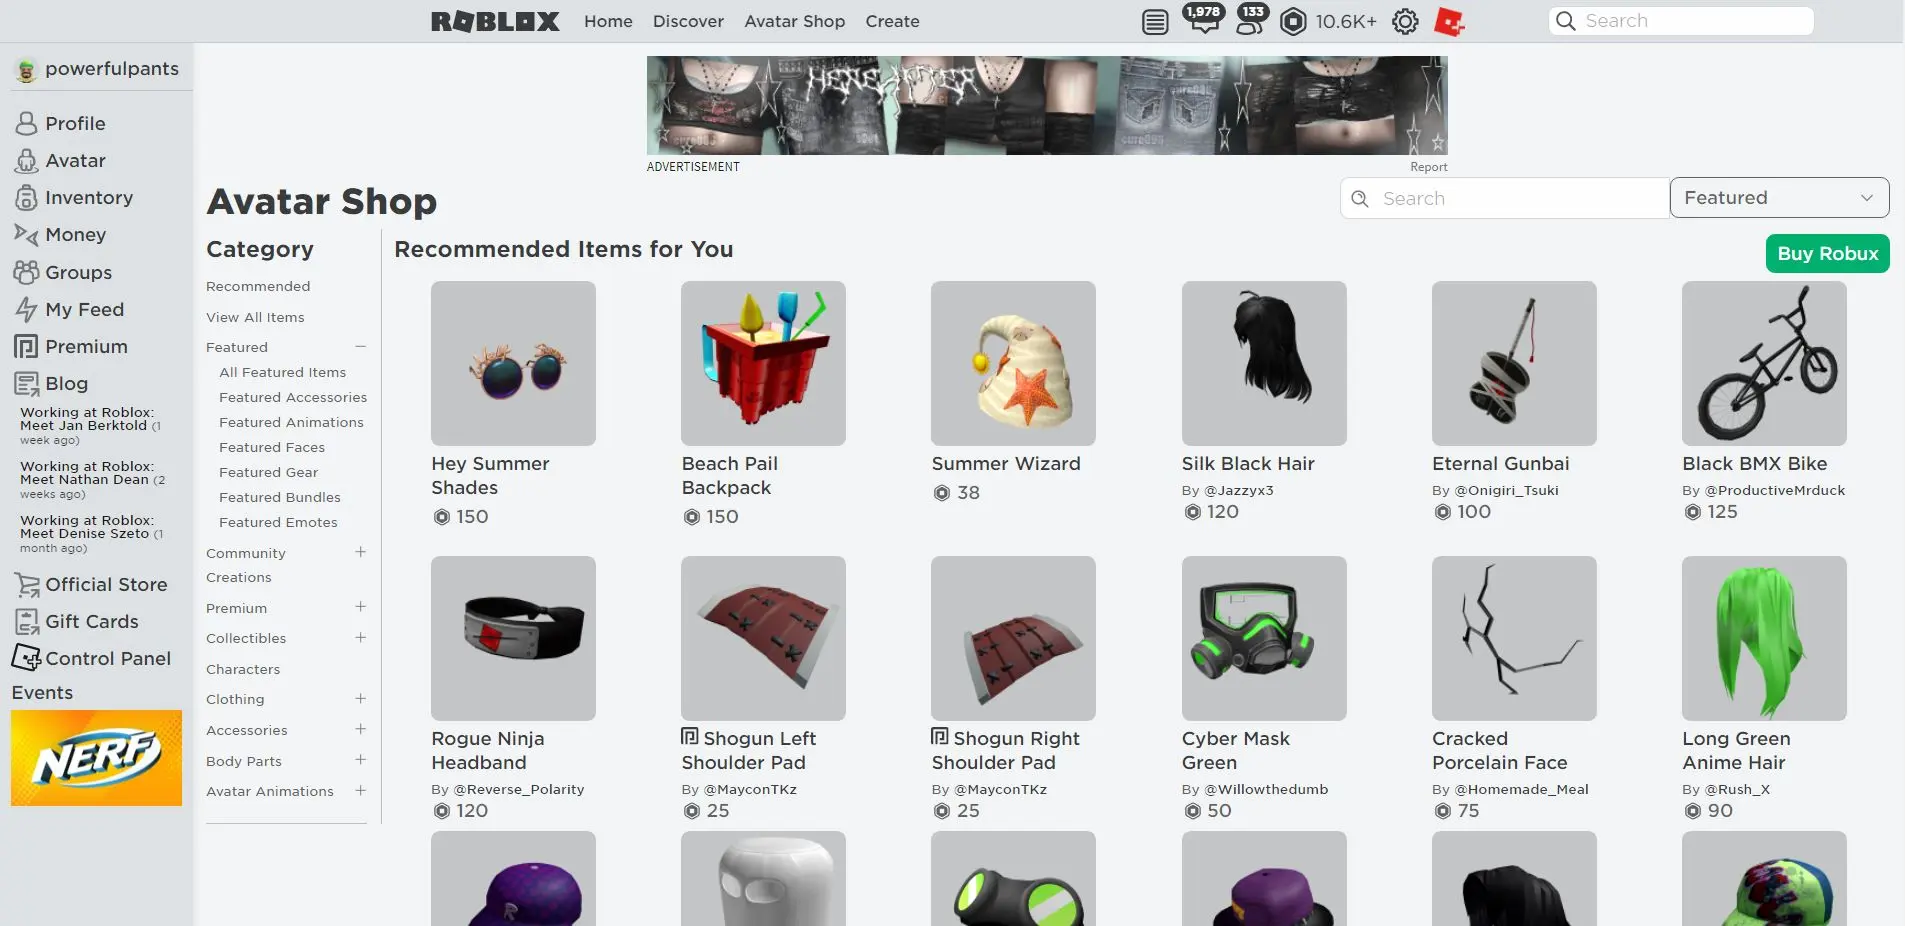 ROBLOX Home Discover Avatar Shop Create 1,978 133 10.6K+ Search
powerfulpants
Profile
Avatar
Inventory
Money
Groups
My Feed
Premium
Blog
Working at Roblox:
Meet Jan Berktold (1
week ago)
Working at Roblox:
Meet Nathan Dean (2
weeks ago)
Working at Roblox:
Meet Denise Szeto (1
month ago)
Official Store
Gift Cards
Control Panel
Events
NERF
HEREAFTER
ADVERTISEMENT Report
Avatar Shop
Search Featured
Category
Recommended
View All Items
Featured
All Featured Items
Featured Accessories
Featured Animations
Featured Faces
Featured Gear
Featured Bundles
Featured Emotes
Community
Creations
Premium
Collectibles
Characters
Clothing
Accessories
Body Parts
Avatar Animations
Recommended Items for You
Buy Robux
Hey Summer
Shades
150
Beach Pail
Backpack
150
Summer Wizard
38
Silk Black Hair
By @Jazzyx3
120
Eternal Gunbai
By @Onigiri_Tsuki
100
Black BMX Bike
By @ProductiveMrduck
125
Rogue Ninja
Headband
By @Reverse_Polarity
120
Shogun Left
Shoulder Pad
By @MayconTKz
25
Shogun Right
Shoulder Pad
By @MayconTKz
25
Cyber Mask
Green
By @Willowthedumb
50
Cracked
Porcelain Face
By @Homemade_Meal
75
Long Green
Anime Hair
By @Rush_X
90
R